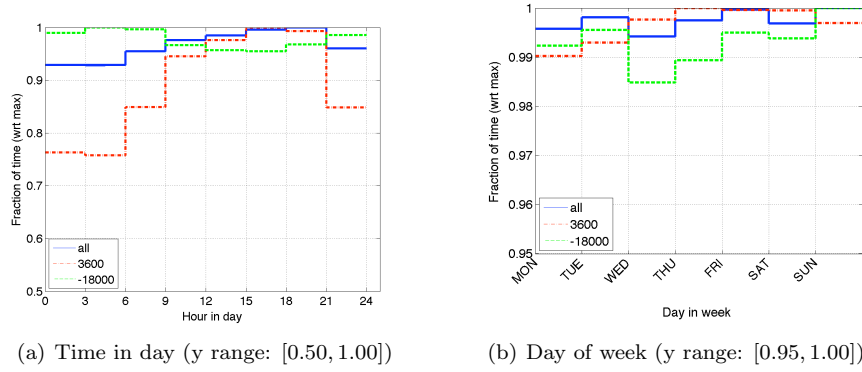 1
0.9
0.8
0.7
0.6
0.5
Fraction of time (wrt max)
all
3600
-18000
0 3 6 9 12 15 18 21 24
Hour in day
(a) Time in day (y range: [0.50, 1.00])
1
0.99
0.98
0.97
0.96
0.95
Fraction of time (wrt max)
all
3600
-18000
MON TUE WED THU FRI SAT SUN
Day in week
(b) Day of week (y range: [0.95, 1.00])